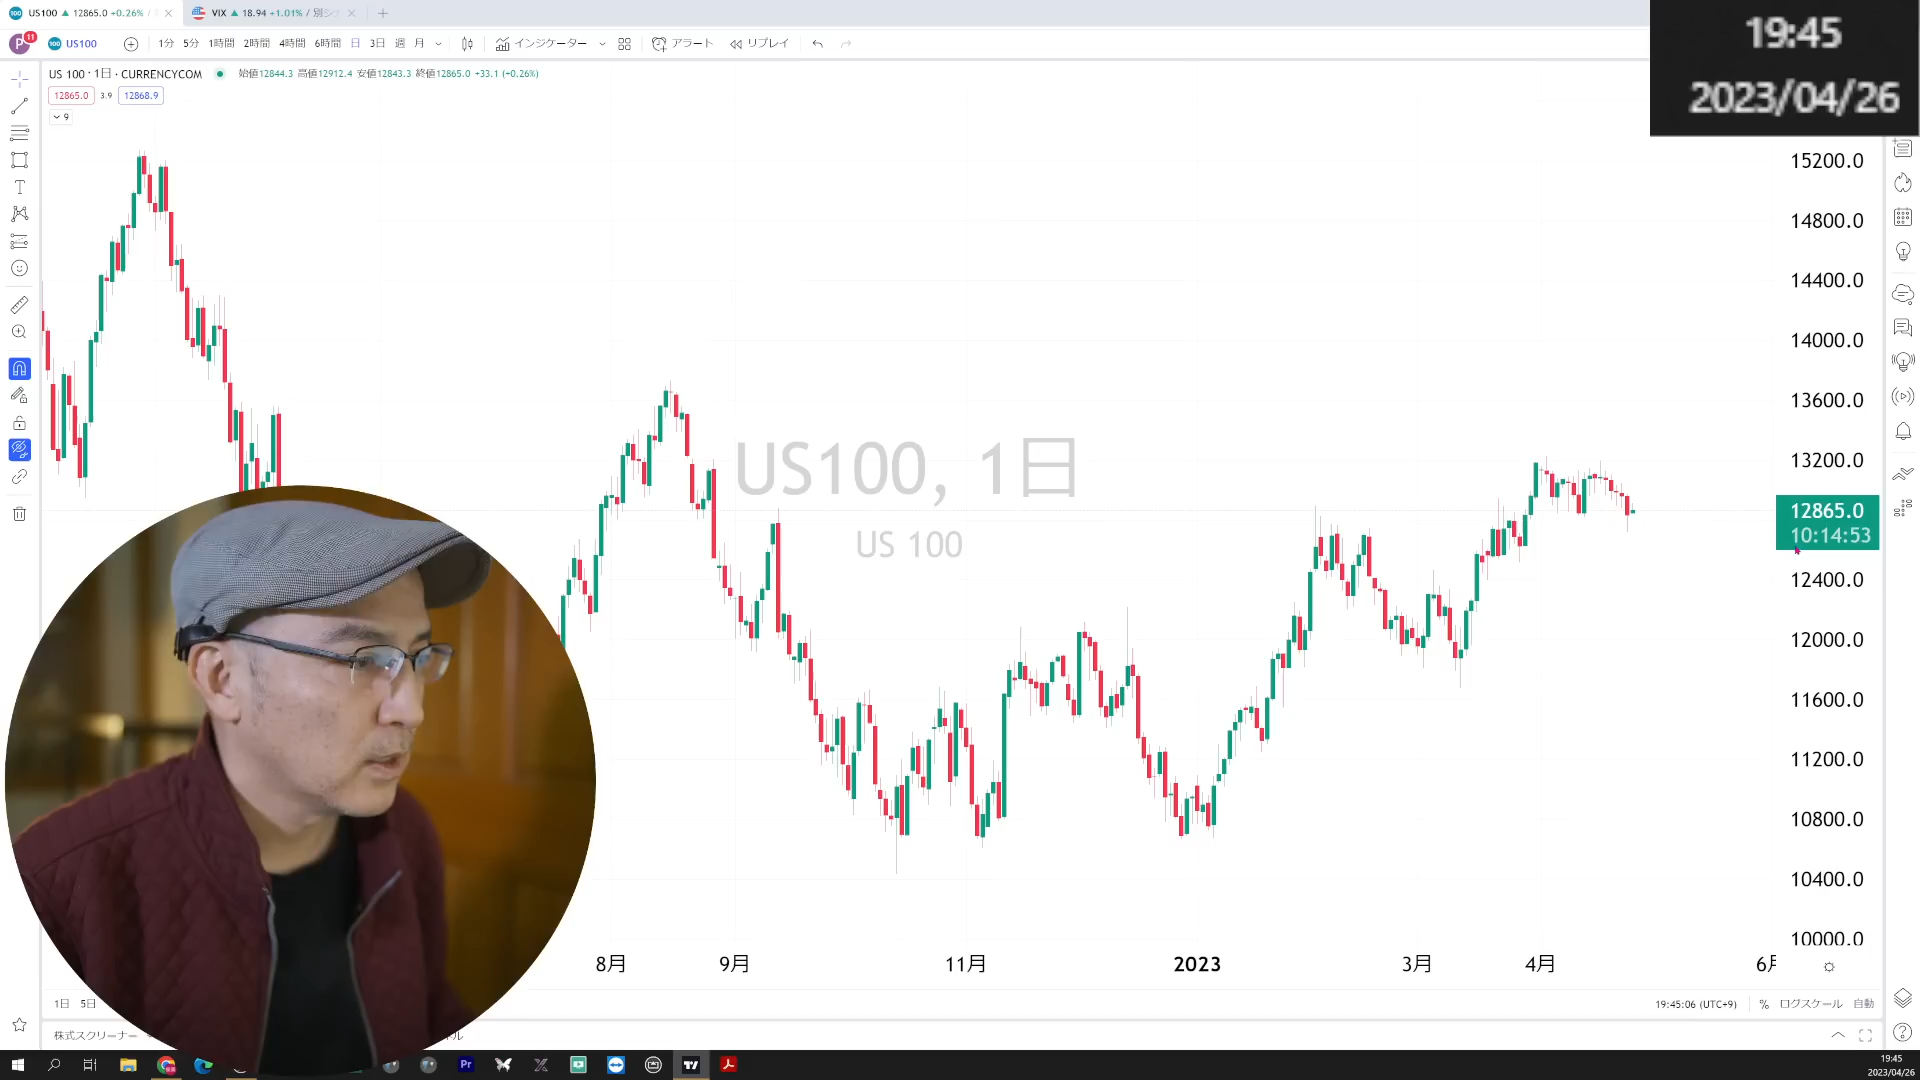 US100 ▲ 12865.0 +0.26% /
VIX ▲ 18.94 +1.01% /
19:45
2023/04/26
P
11
100
US100
1分 5分 1時間 2時間 4時間 6時間 日 3日 週 月
インジケーター
アラート
リプレイ
US 100 · 1日 · CURRENCYCOM
始値12844.3 高値12912.4 安値12843.3 終値12865.0 +33.1 (+0.26%)
12865.0
3.9
12868.9
9
15200.0
14800.0
14400.0
14000.0
13600.0
13200.0
12865.0
10:14:53
12400.0
12000.0
11600.0
11200.0
10800.0
10400.0
10000.0
US100, 1日
US 100
8月
9月
11月
2023
3月
4月
1日 5日
19:45:06 (UTC+9)
%
ログスケール
自動
株式スクリーナー
Pr
19:45
2023/04/26